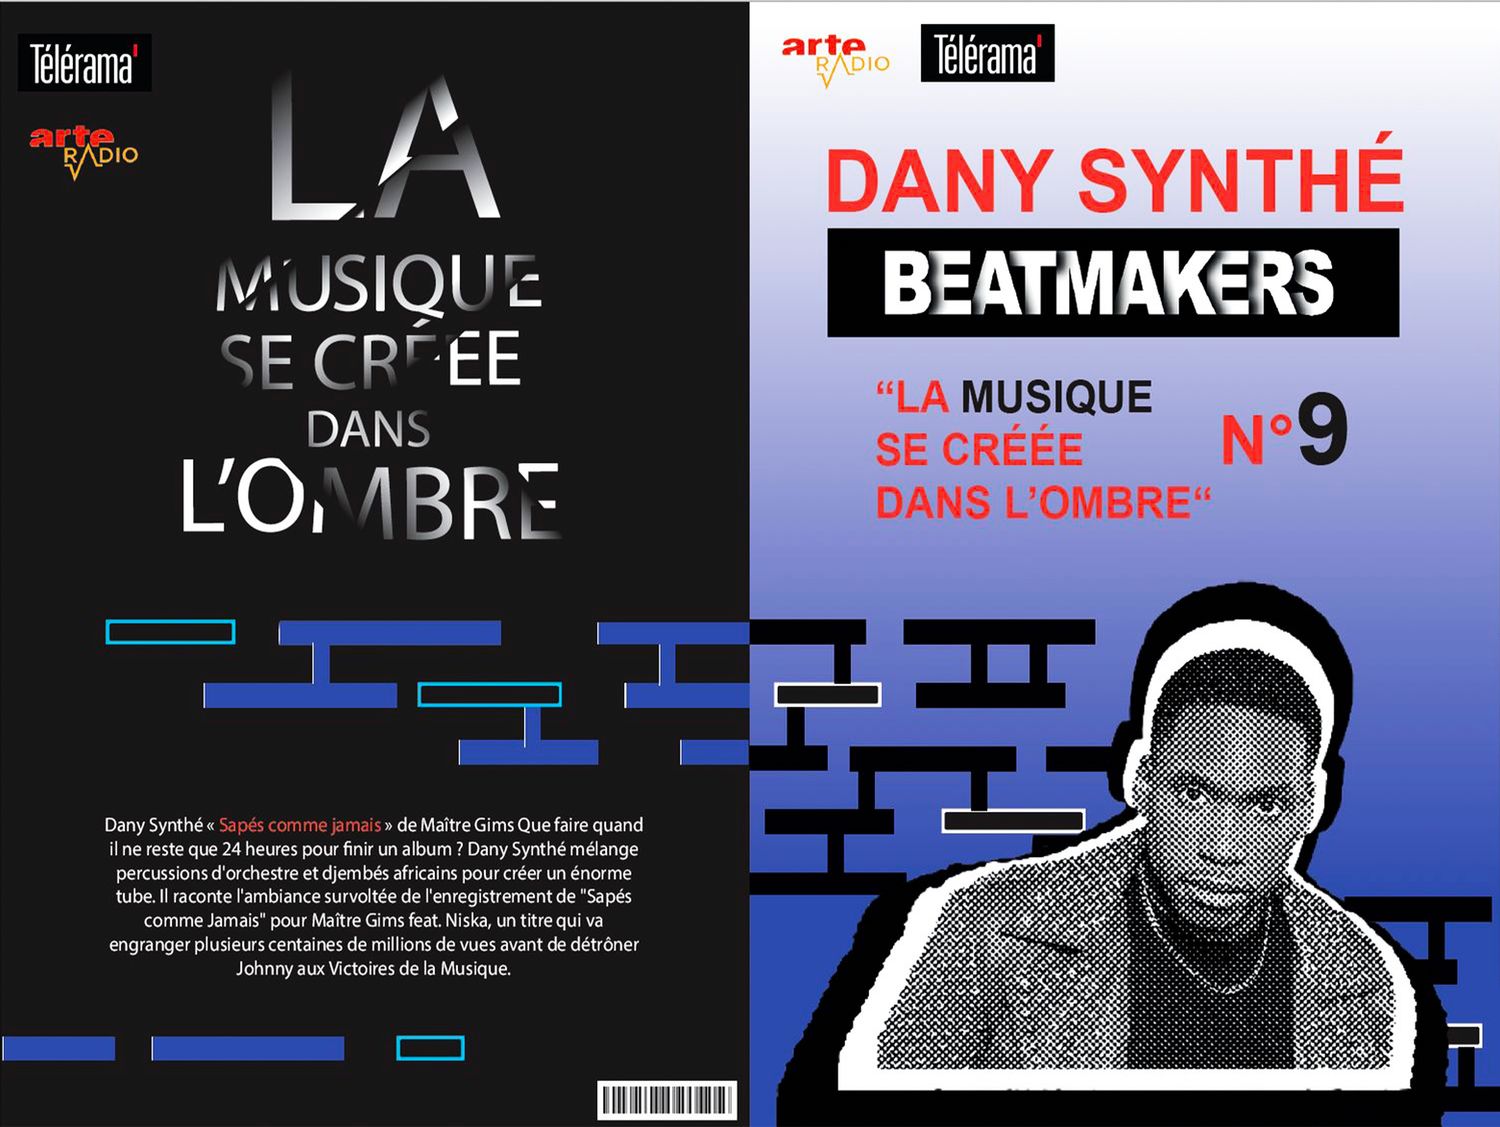 Télérama'
arte
RADIO
LA
MUSIQUE
SE CRÉÉE
DANS
L'OMBRE
Dany Synthé « Sapés comme jamais » de Maître Gims Que faire quand
il ne reste que 24 heures pour finir un album ? Dany Synthé mélange
percussions d'orchestre et djembés africains pour créer un énorme
tube. Il raconte l'ambiance survoltée de l'enregistrement de "Sapés
comme Jamais" pour Maître Gims feat. Niska, un titre qui va
engranger plusieurs centaines de millions de vues avant de détrôner
Johnny aux Victoires de la Musique.
arte
RADIO
Télérama'
DANY SYNTHÉ
BEATMAKERS
“LA MUSIQUE
SE CRÉÉE
DANS L’OMBRE“
N°9